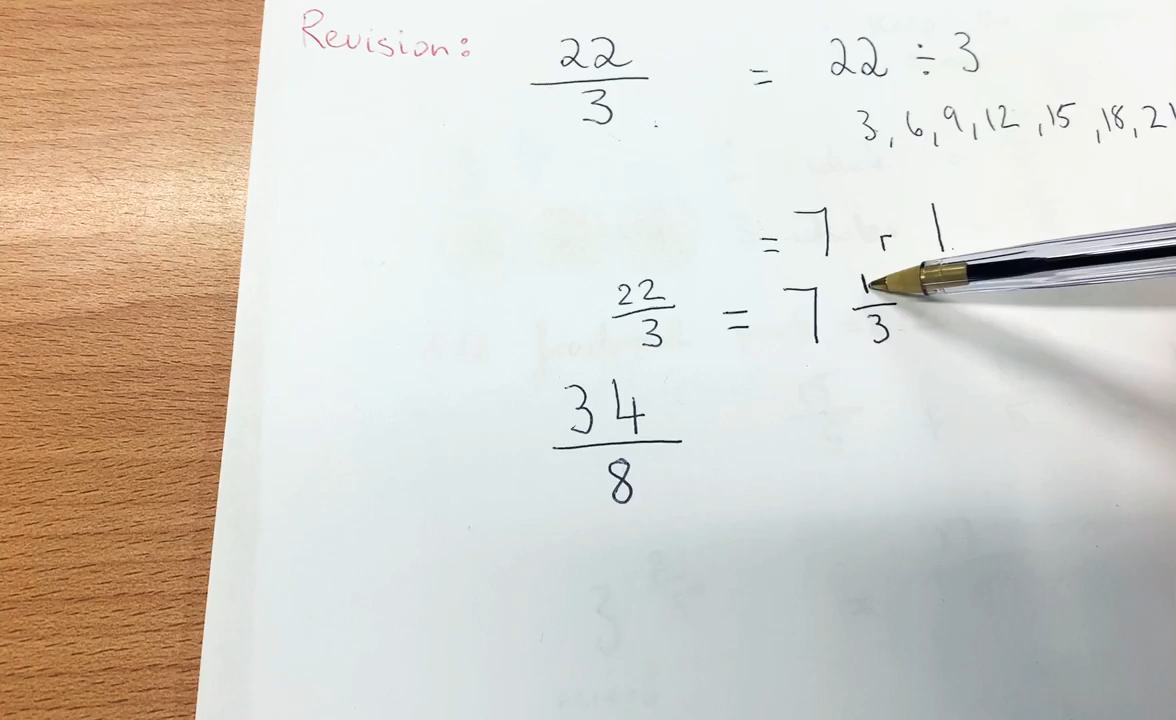 Revision: 22/3 = 22 ÷ 3
3, 6, 9, 12, 15, 18, 21
= 7 r 1
22/3 = 7 1/3
34/8